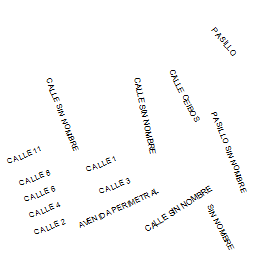 PASILLO
CALLE SIN NOMBRE
CALLE SIN NOMBRE
CALLE CEIBOS
PASILLO SIN NOMBRE
CALLE 11
CALLE 1
CALLE 8
CALLE 3
CALLE 6
CALLE 4
AVENIDA PERIMETRAL
CALLE SIN NOMBRE
CALLE 2
SIN NOMBRE